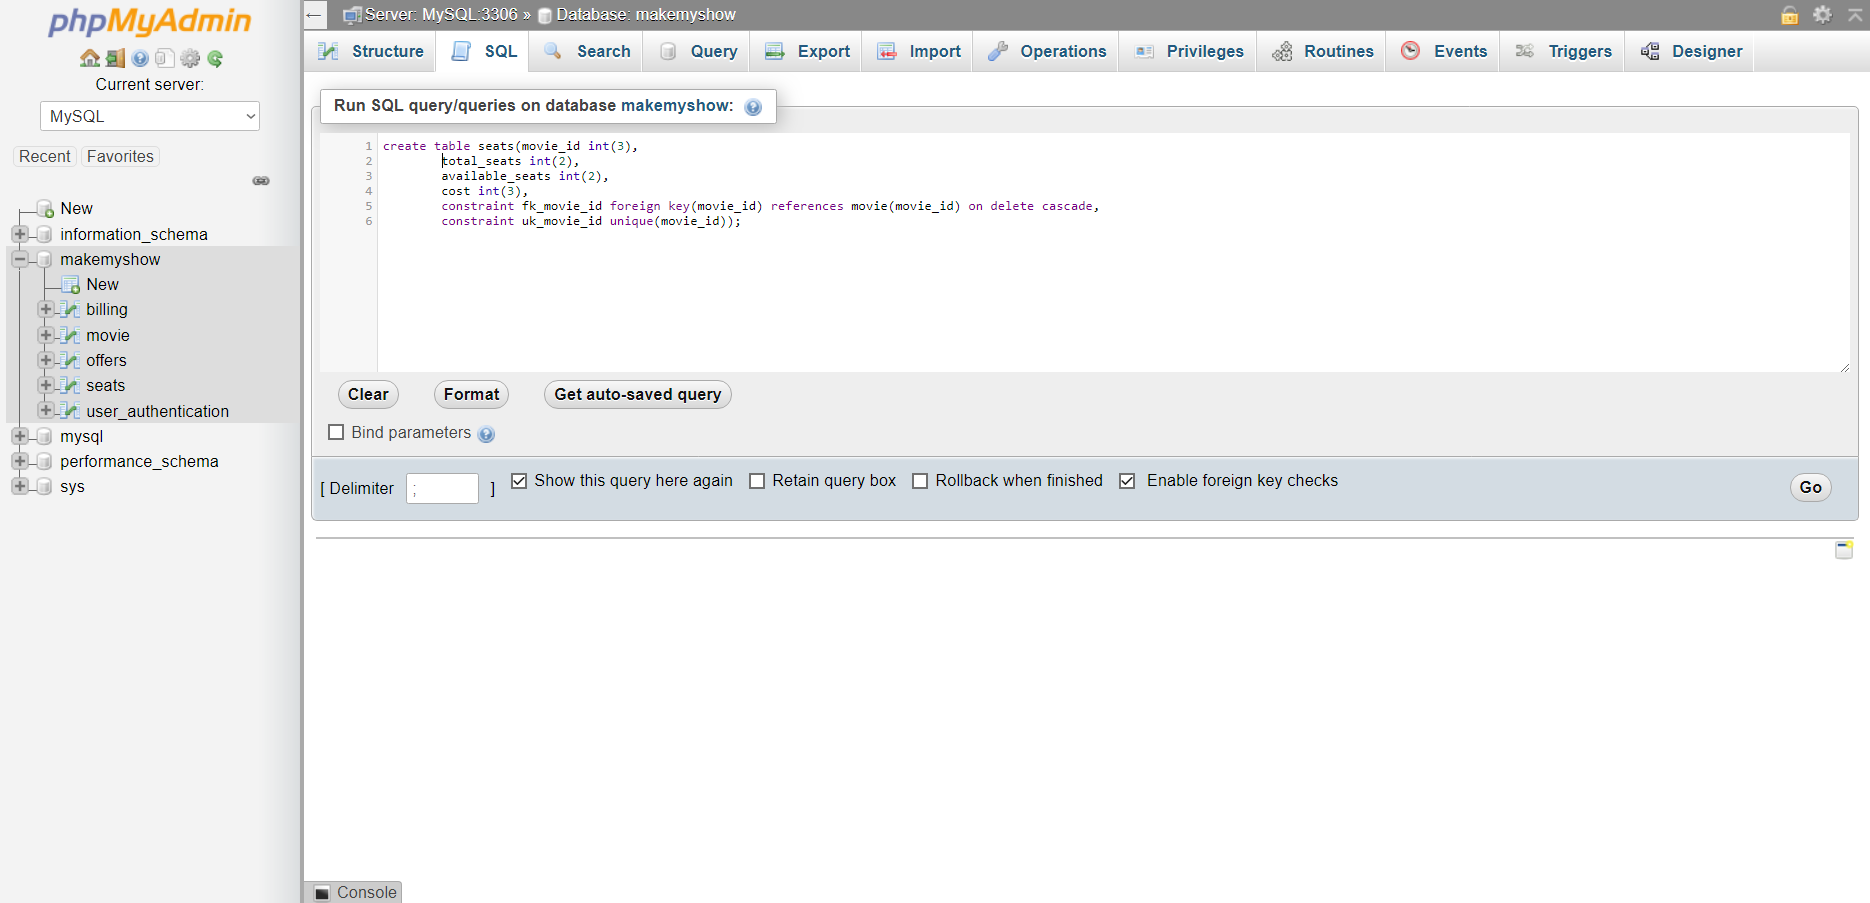 phpMyAdmin
Current server:
MySQL
Recent Favorites
New
information_schema
makemyshow
New
billing
movie
offers
seats
user_authentication
mysql
performance_schema
sys
← Server: MySQL:3306 » Database: makemyshow
Structure SQL Search Query Export Import Operations Privileges Routines Events Triggers Designer
Run SQL query/queries on database makemyshow:
1 create table seats(movie_id int(3),
2 total_seats int(2),
3 available_seats int(2),
4 cost int(3),
5 constraint fk_movie_id foreign key(movie_id) references movie(movie_id) on delete cascade,
6 constraint uk_movie_id unique(movie_id));
Clear Format Get auto-saved query
Bind parameters
[ Delimiter ; ] Show this query here again Retain query box Rollback when finished Enable foreign key checks
Go
Console